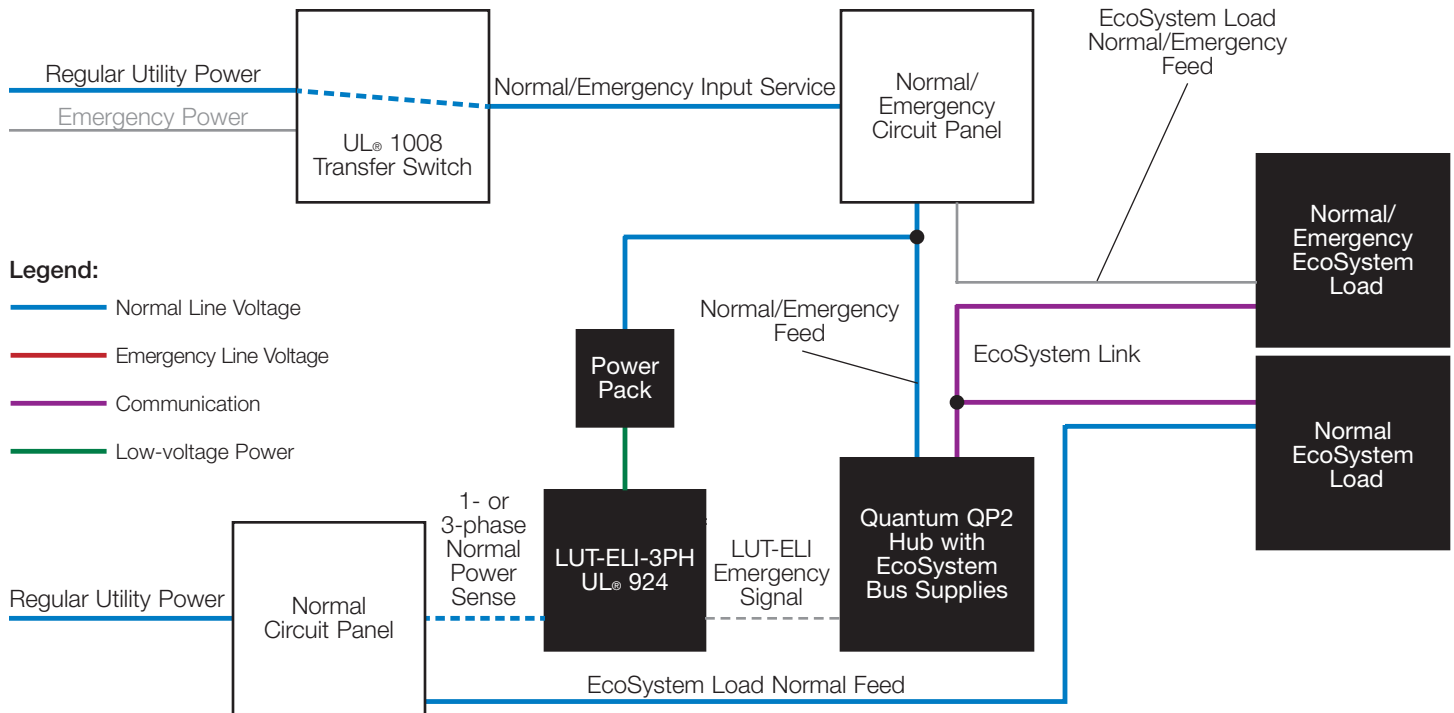 Regular Utility Power
Emergency Power
UL® 1008
Transfer Switch
Normal/Emergency Input Service
Normal/
Emergency
Circuit Panel
EcoSystem Load
Normal/Emergency
Feed
Normal/
Emergency
EcoSystem
Load
Legend:
Normal Line Voltage
Emergency Line Voltage
Communication
Low-voltage Power
Normal/Emergency
Feed
Power
Pack
EcoSystem Link
Normal
EcoSystem
Load
1- or
3-phase
Normal
Power
Sense
LUT-ELI-3PH
UL® 924
LUT-ELI
Emergency
Signal
Quantum QP2
Hub with
EcoSystem
Bus Supplies
Regular Utility Power
Normal
Circuit Panel
EcoSystem Load Normal Feed